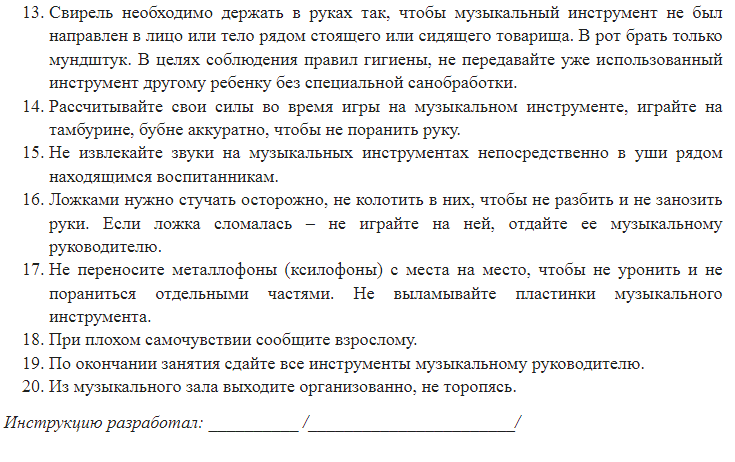 13. Свирель необходимо держать в руках так, чтобы музыкальный инструмент не был
направлен в лицо или тело рядом стоящего или сидящего товарища. В рот брать только
мундштук. В целях соблюдения правил гигиены, не передавайте уже использованный
инструмент другому ребенку без специальной санобработки.
14. Рассчитывайте свои силы во время игры на музыкальном инструменте, играйте на
тамбурине, бубне аккуратно, чтобы не поранить руку.
15. Не извлекайте звуки на музыкальных инструментах непосредственно в уши рядом
находящимся воспитанникам.
16. Ложками нужно стучать осторожно, не колотить в них, чтобы не разбить и не занозить
руки. Если ложка сломалась – не играйте на ней, отдайте ее музыкальному
руководителю.
17. Не переносите металлофоны (ксилофоны) с места на место, чтобы не уронить и не
пораниться отдельными частями. Не выламывайте пластинки музыкального
инструмента.
18. При плохом самочувствии сообщите взрослому.
19. По окончании занятия сдайте все инструменты музыкальному руководителю.
20. Из музыкального зала выходите организованно, не торопясь.
Инструкцию разработал: __________ /_______________________/